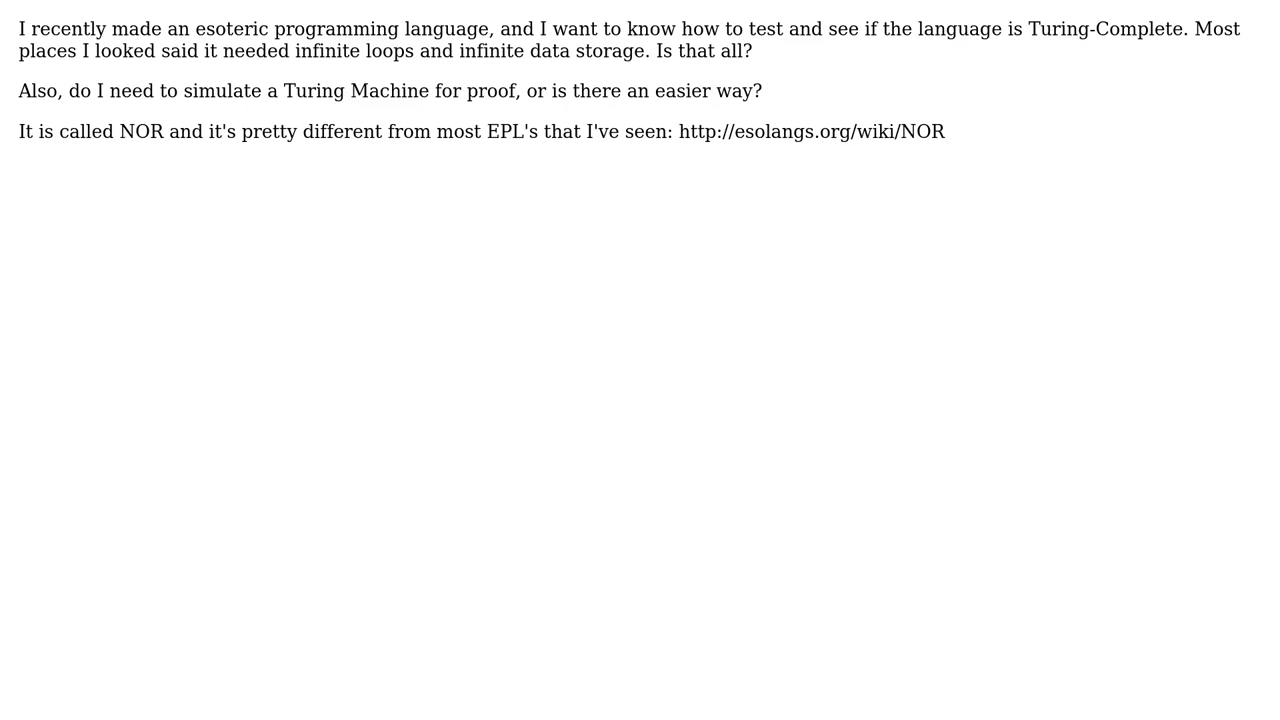 I recently made an esoteric programming language, and I want to know how to test and see if the language is Turing-Complete. Most
places I looked said it needed infinite loops and infinite data storage. Is that all?
Also, do I need to simulate a Turing Machine for proof, or is there an easier way?
It is called NOR and it's pretty different from most EPL's that I've seen: http://esolangs.org/wiki/NOR